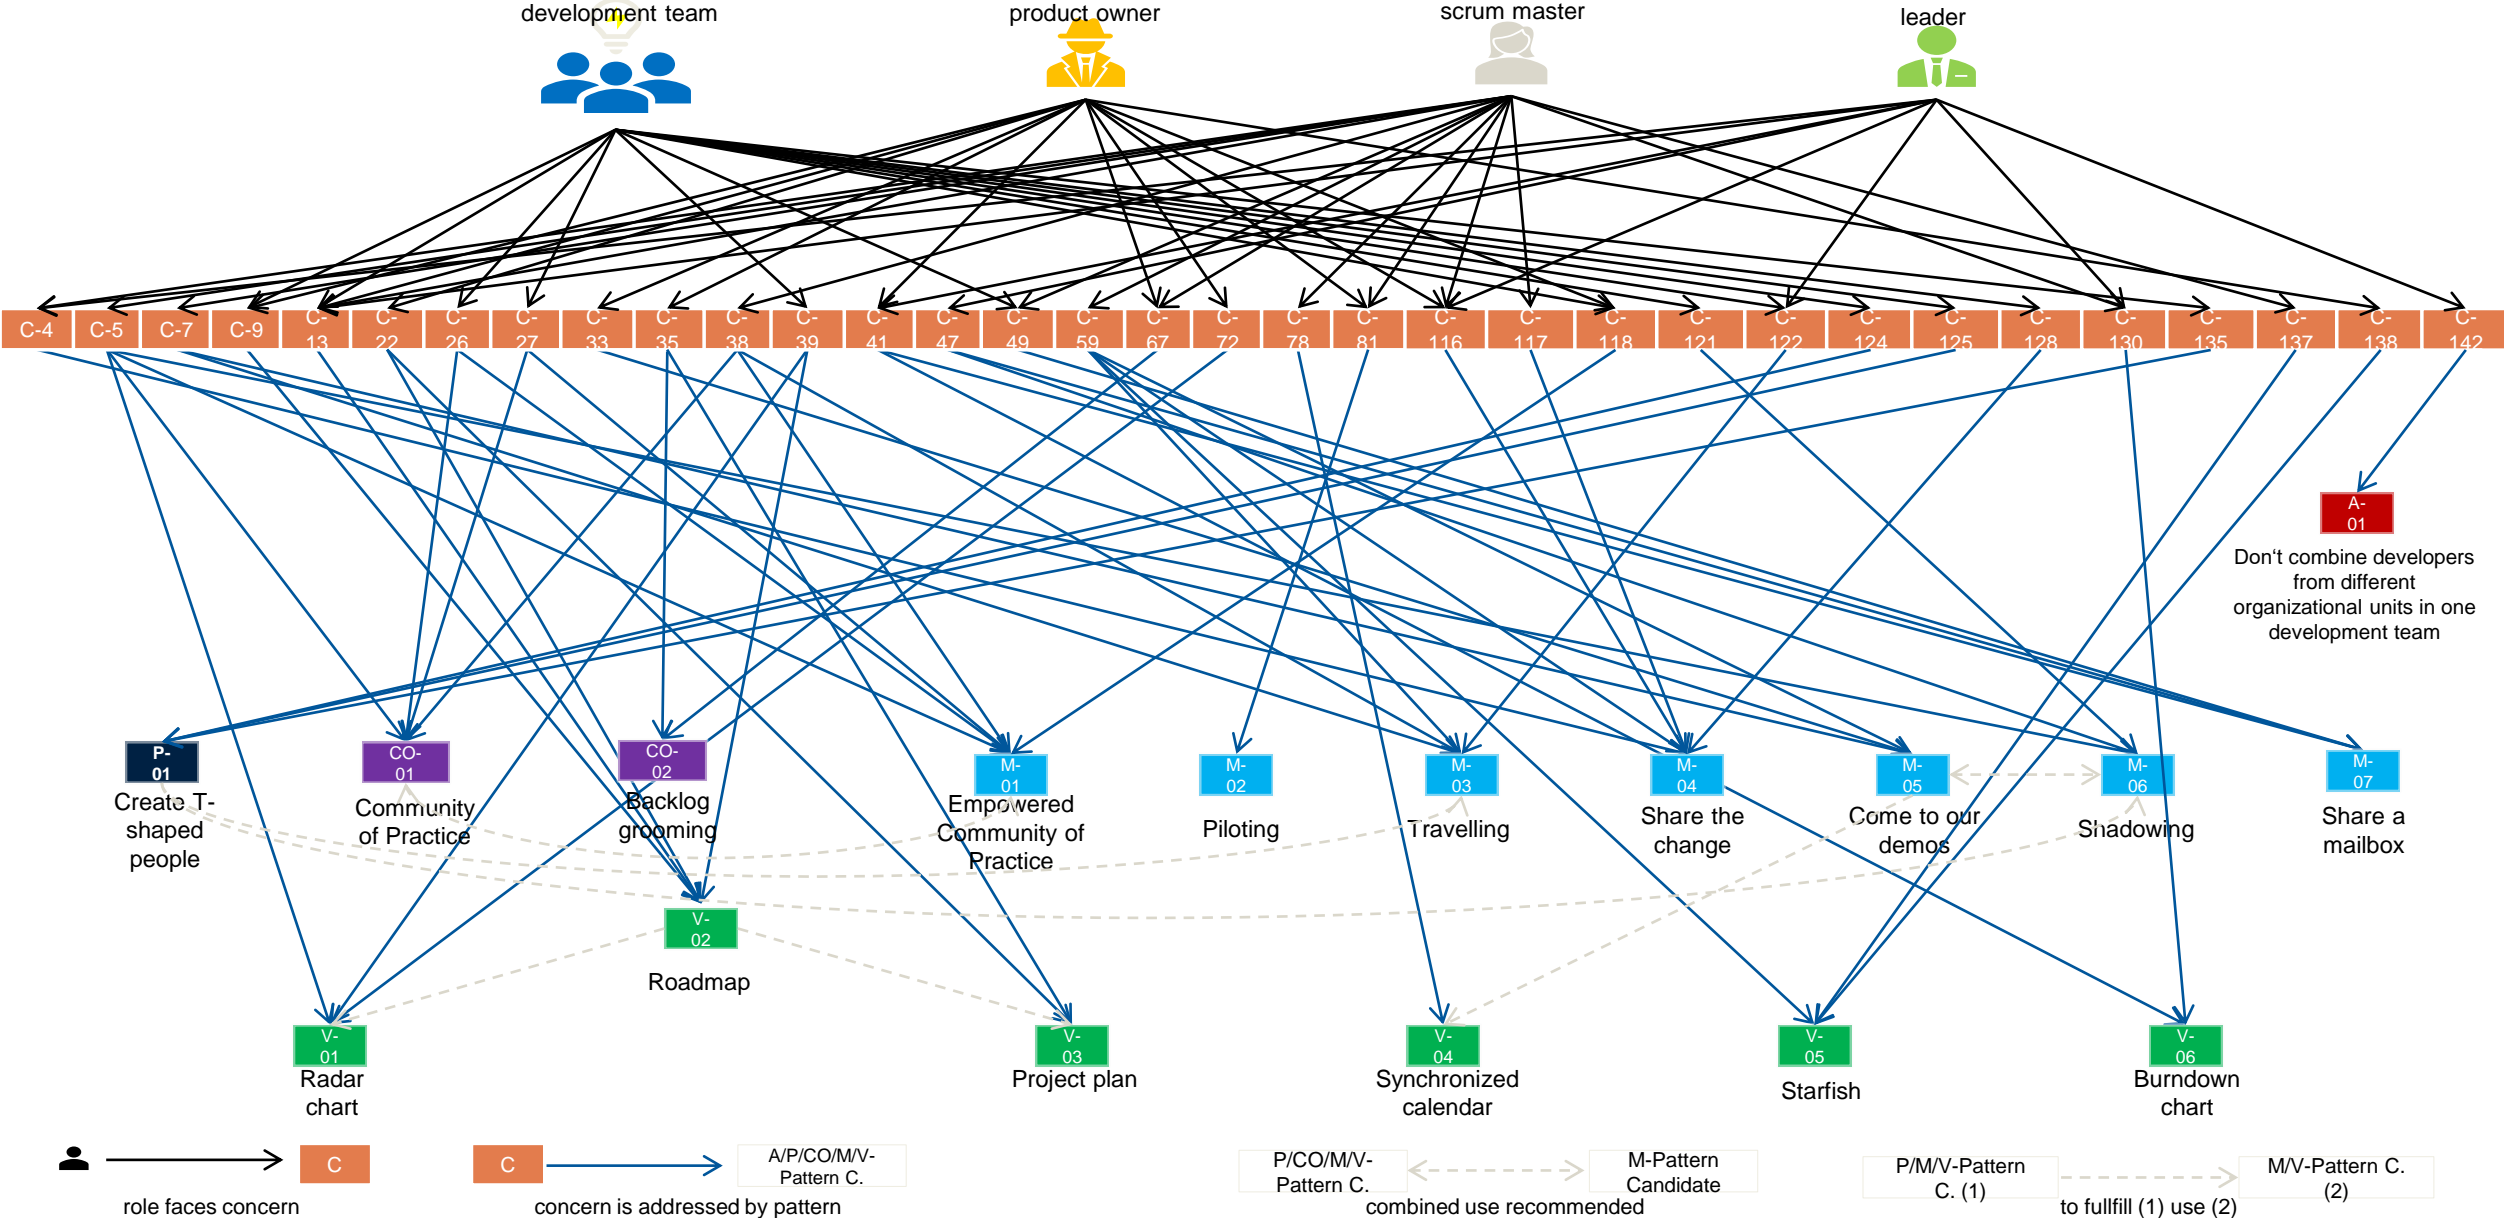 development team
product owner
scrum master
leader
C-4
C-5
C-7
C-9
C-
13
C-
22
C-
26
C-
27
C-
33
C-
35
C-
38
C-
39
C-
41
C-
47
C-
49
C-
59
C-
67
C-
72
C-
78
C-
81
C-
116
C-
117
C-
118
C-
121
C-
122
C-
124
C-
125
C-
128
C-
130
C-
135
C-
137
C-
138
C-
142
A-
01
Don't combine developers
from different
organizational units in one
development team
P-
01
Create T-
shaped
people
CO-
01
Community
of Practice
CO-
02
Backlog
grooming
M-
01
Empowered
Community of
Practice
M-
02
Piloting
M-
03
Travelling
M-
04
Share the
change
M-
05
Come to our
demos
M-
06
Shadowing
M-
07
Share a
mailbox
V-
02
Roadmap
V-
01
Radar
chart
V-
03
Project plan
V-
04
Synchronized
calendar
V-
05
Starfish
V-
06
Burndown
chart
C
role faces concern
C
A/P/CO/M/V-
Pattern C.
concern is addressed by pattern
P/CO/M/V-
Pattern C.
M-Pattern
Candidate
combined use recommended
P/M/V-Pattern
C. (1)
M/V-Pattern C.
(2)
to fullfill (1) use (2)